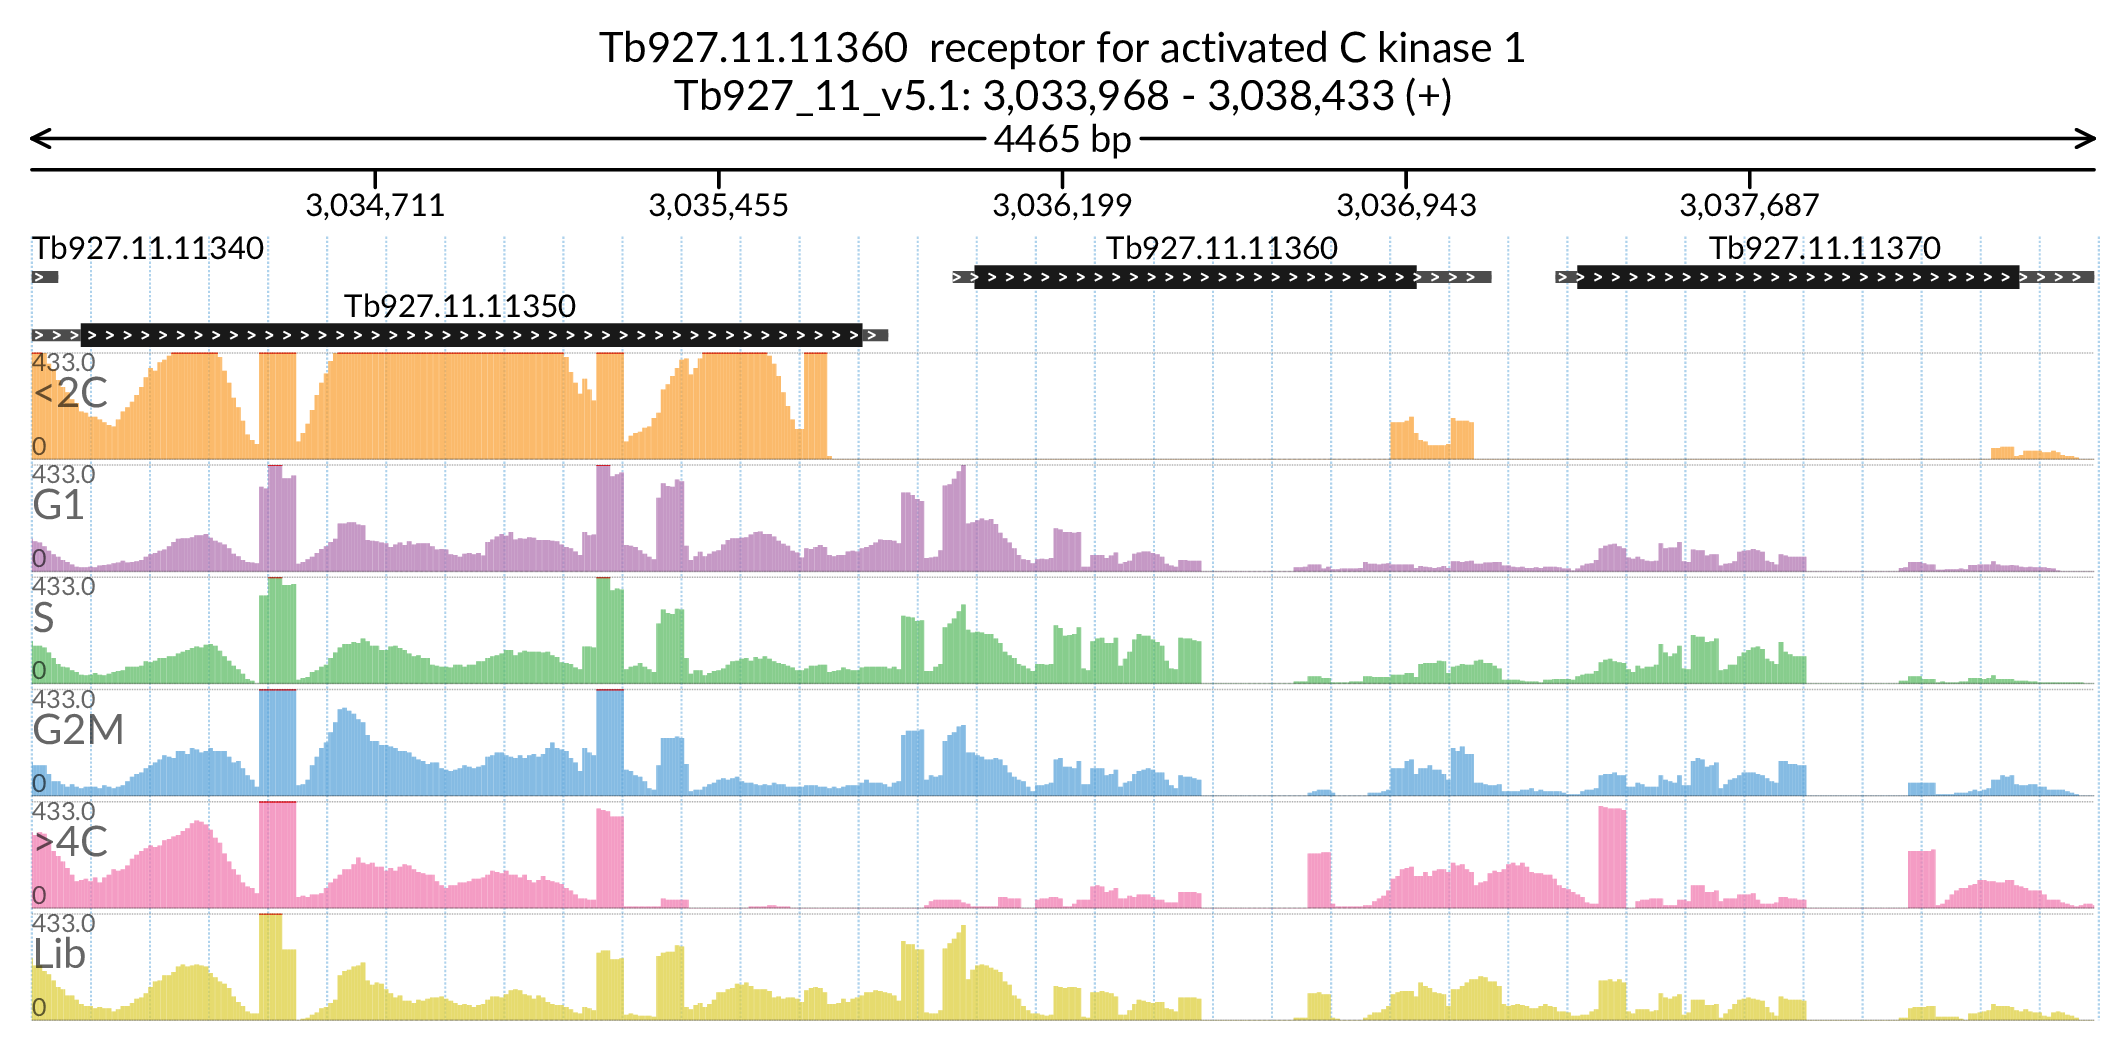 Tb927.11.11360  receptor for activated C kinase 1
Tb927_11_v5.1: 3,033,968 - 3,038,433 (+)
4465 bp
3,034,711 3,035,455 3,036,199 3,036,943 3,037,687
Tb927.11.11340 Tb927.11.11360 Tb927.11.11370
Tb927.11.11350
433.0
<2C
0
433.0
G1
0
433.0
S
0
433.0
G2M
0
433.0
>4C
0
433.0
Lib
0